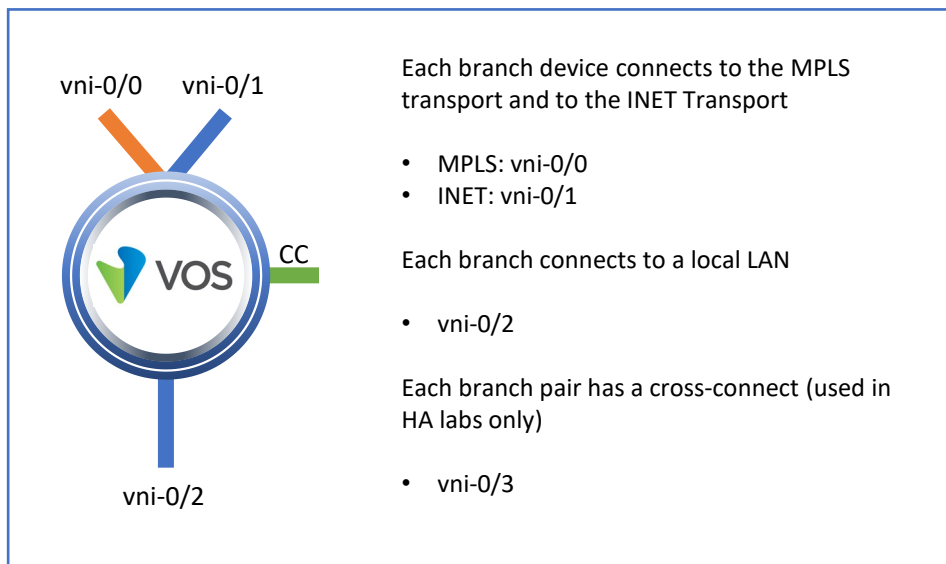 vni-0/0 vni-0/1
CC
VOS
vni-0/2
Each branch device connects to the MPLS
transport and to the INET Transport
• MPLS: vni-0/0
• INET: vni-0/1
Each branch connects to a local LAN
• vni-0/2
Each branch pair has a cross-connect (used in
HA labs only)
• vni-0/3